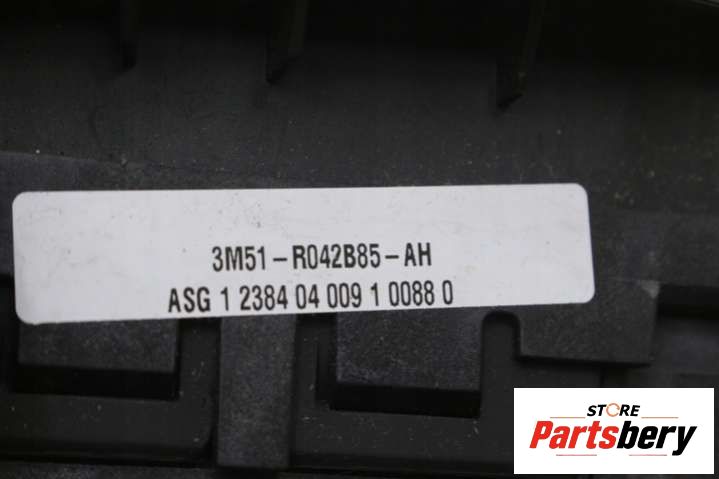 3M51-R042B85-AH
ASG 1 2384 04 009 1 0088 0
STORE
Partsbery